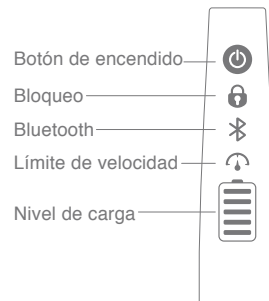 Botón de encendido
Bloqueo
Bluetooth
Límite de velocidad
Nivel de carga